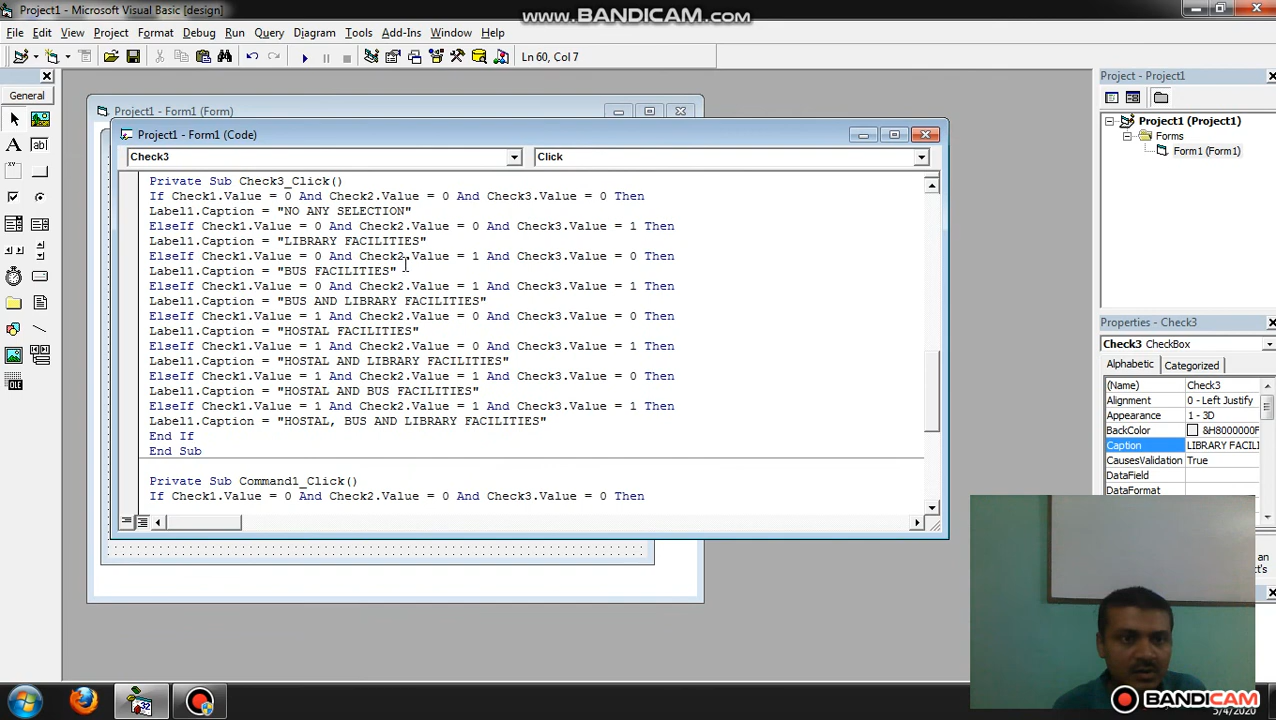 Project1 - Microsoft Visual Basic [design]
www.BANDICAM.com
File Edit View Project Format Debug Run Query Diagram Tools Add-Ins Window Help
Ln 60, Col 7
General
Project1 - Form1 (Form)
Project1 - Form1 (Code)
Check3
Click
Private Sub Check3_Click()
If Check1.Value = 0 And Check2.Value = 0 And Check3.Value = 0 Then
Label1.Caption = "NO ANY SELECTION"
ElseIf Check1.Value = 0 And Check2.Value = 0 And Check3.Value = 1 Then
Label1.Caption = "LIBRARY FACILITIES"
ElseIf Check1.Value = 0 And Check2.Value = 1 And Check3.Value = 0 Then
Label1.Caption = "BUS FACILITIES"
ElseIf Check1.Value = 0 And Check2.Value = 1 And Check3.Value = 1 Then
Label1.Caption = "BUS AND LIBRARY FACILITIES"
ElseIf Check1.Value = 1 And Check2.Value = 0 And Check3.Value = 0 Then
Label1.Caption = "HOSTAL FACILITIES"
ElseIf Check1.Value = 1 And Check2.Value = 0 And Check3.Value = 1 Then
Label1.Caption = "HOSTAL AND LIBRARY FACILITIES"
ElseIf Check1.Value = 1 And Check2.Value = 1 And Check3.Value = 0 Then
Label1.Caption = "HOSTAL AND BUS FACILITIES"
ElseIf Check1.Value = 1 And Check2.Value = 1 And Check3.Value = 1 Then
Label1.Caption = "HOSTAL, BUS AND LIBRARY FACILITIES"
End If
End Sub
Private Sub Command1_Click()
If Check1.Value = 0 And Check2.Value = 0 And Check3.Value = 0 Then
Project - Project1
Project1 (Project1)
Forms
Form1 (Form1)
Properties - Check3
Check3 CheckBox
Alphabetic Categorized
(Name) Check3
Alignment 0 - Left Justify
Appearance 1 - 3D
BackColor &H8000000F
Caption LIBRARY FACILI
CausesValidation True
DataField
DataFormat
an
t's
BANDICAM
5/4/2020